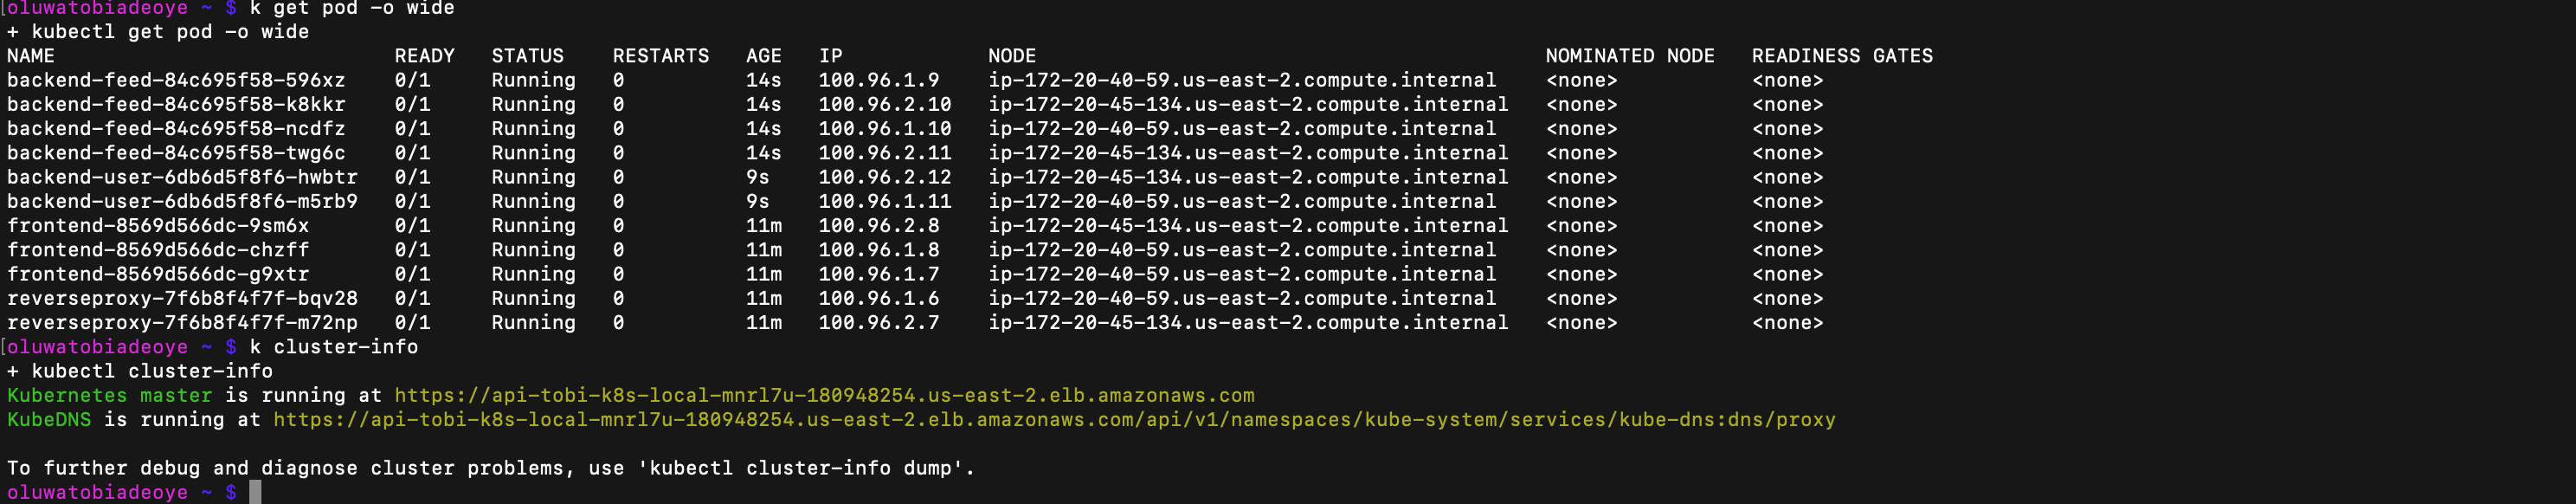 [oluwatobiadeoye ~ $ k get pod -o wide
+ kubectl get pod -o wide
NAME READY STATUS RESTARTS AGE IP NODE NOMINATED NODE READINESS GATES
backend-feed-84c695f58-596xz 0/1 Running 0 14s 100.96.1.9 ip-172-20-40-59.us-east-2.compute.internal <none> <none>
backend-feed-84c695f58-k8kkr 0/1 Running 0 14s 100.96.2.10 ip-172-20-45-134.us-east-2.compute.internal <none> <none>
backend-feed-84c695f58-ncdfz 0/1 Running 0 14s 100.96.1.10 ip-172-20-40-59.us-east-2.compute.internal <none> <none>
backend-feed-84c695f58-twg6c 0/1 Running 0 14s 100.96.2.11 ip-172-20-45-134.us-east-2.compute.internal <none> <none>
backend-user-6db6d5f8f6-hwbtr 0/1 Running 0 9s 100.96.2.12 ip-172-20-45-134.us-east-2.compute.internal <none> <none>
backend-user-6db6d5f8f6-m5rb9 0/1 Running 0 9s 100.96.1.11 ip-172-20-40-59.us-east-2.compute.internal <none> <none>
frontend-8569d566dc-9sm6x 0/1 Running 0 11m 100.96.2.8 ip-172-20-45-134.us-east-2.compute.internal <none> <none>
frontend-8569d566dc-chzff 0/1 Running 0 11m 100.96.1.8 ip-172-20-40-59.us-east-2.compute.internal <none> <none>
frontend-8569d566dc-g9xtr 0/1 Running 0 11m 100.96.1.7 ip-172-20-40-59.us-east-2.compute.internal <none> <none>
reverseproxy-7f6b8f4f7f-bqv28 0/1 Running 0 11m 100.96.1.6 ip-172-20-40-59.us-east-2.compute.internal <none> <none>
reverseproxy-7f6b8f4f7f-m72np 0/1 Running 0 11m 100.96.2.7 ip-172-20-45-134.us-east-2.compute.internal <none> <none>
[oluwatobiadeoye ~ $ k cluster-info
+ kubectl cluster-info
Kubernetes master is running at https://api-tobi-k8s-local-mnrl7u-180948254.us-east-2.elb.amazonaws.com
KubeDNS is running at https://api-tobi-k8s-local-mnrl7u-180948254.us-east-2.elb.amazonaws.com/api/v1/namespaces/kube-system/services/kube-dns:dns/proxy
To further debug and diagnose cluster problems, use 'kubectl cluster-info dump'.
oluwatobiadeoye ~ $